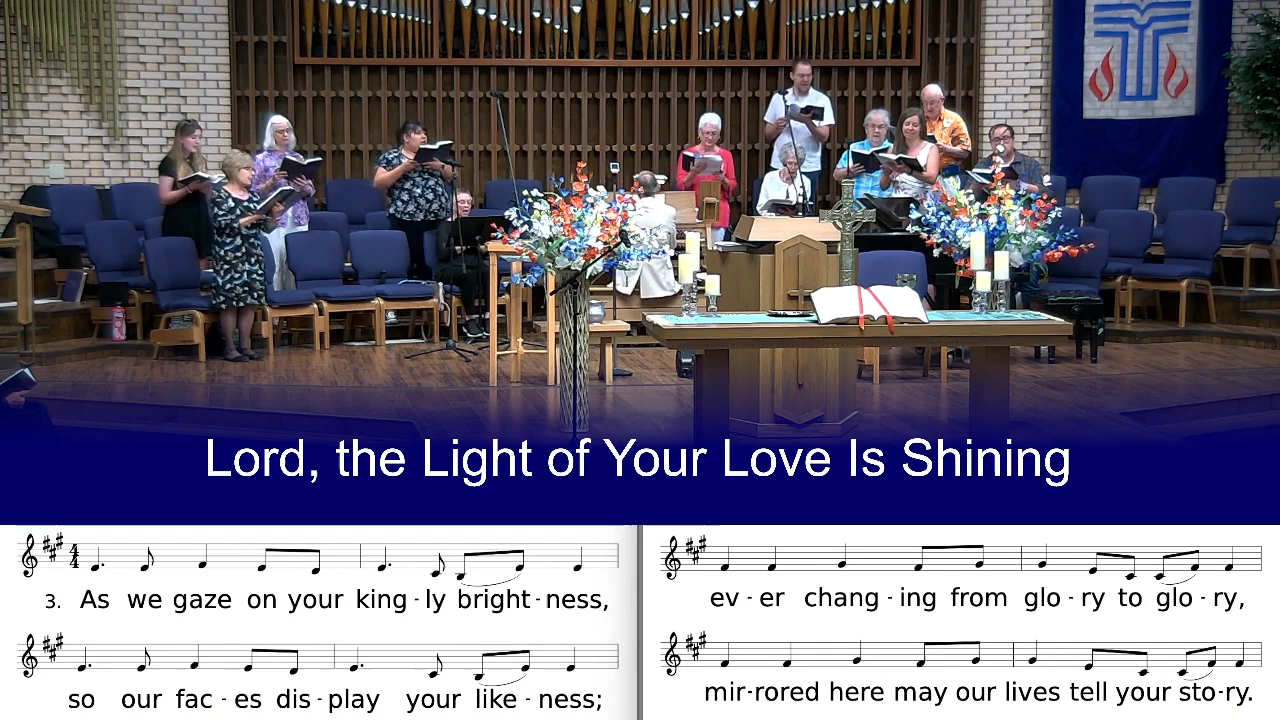 Lord, the Light of Your Love Is Shining
3. As we gaze on your king - ly bright - ness,
so our fac - es dis - play your like - ness;
ev - er chang - ing from glo - ry to glo - ry,
mir - rored here may our lives tell your sto - ry.